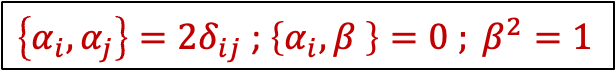 {αᵢ, αⱼ} = 2δᵢⱼ ; {αᵢ, β } = 0 ; β² = 1